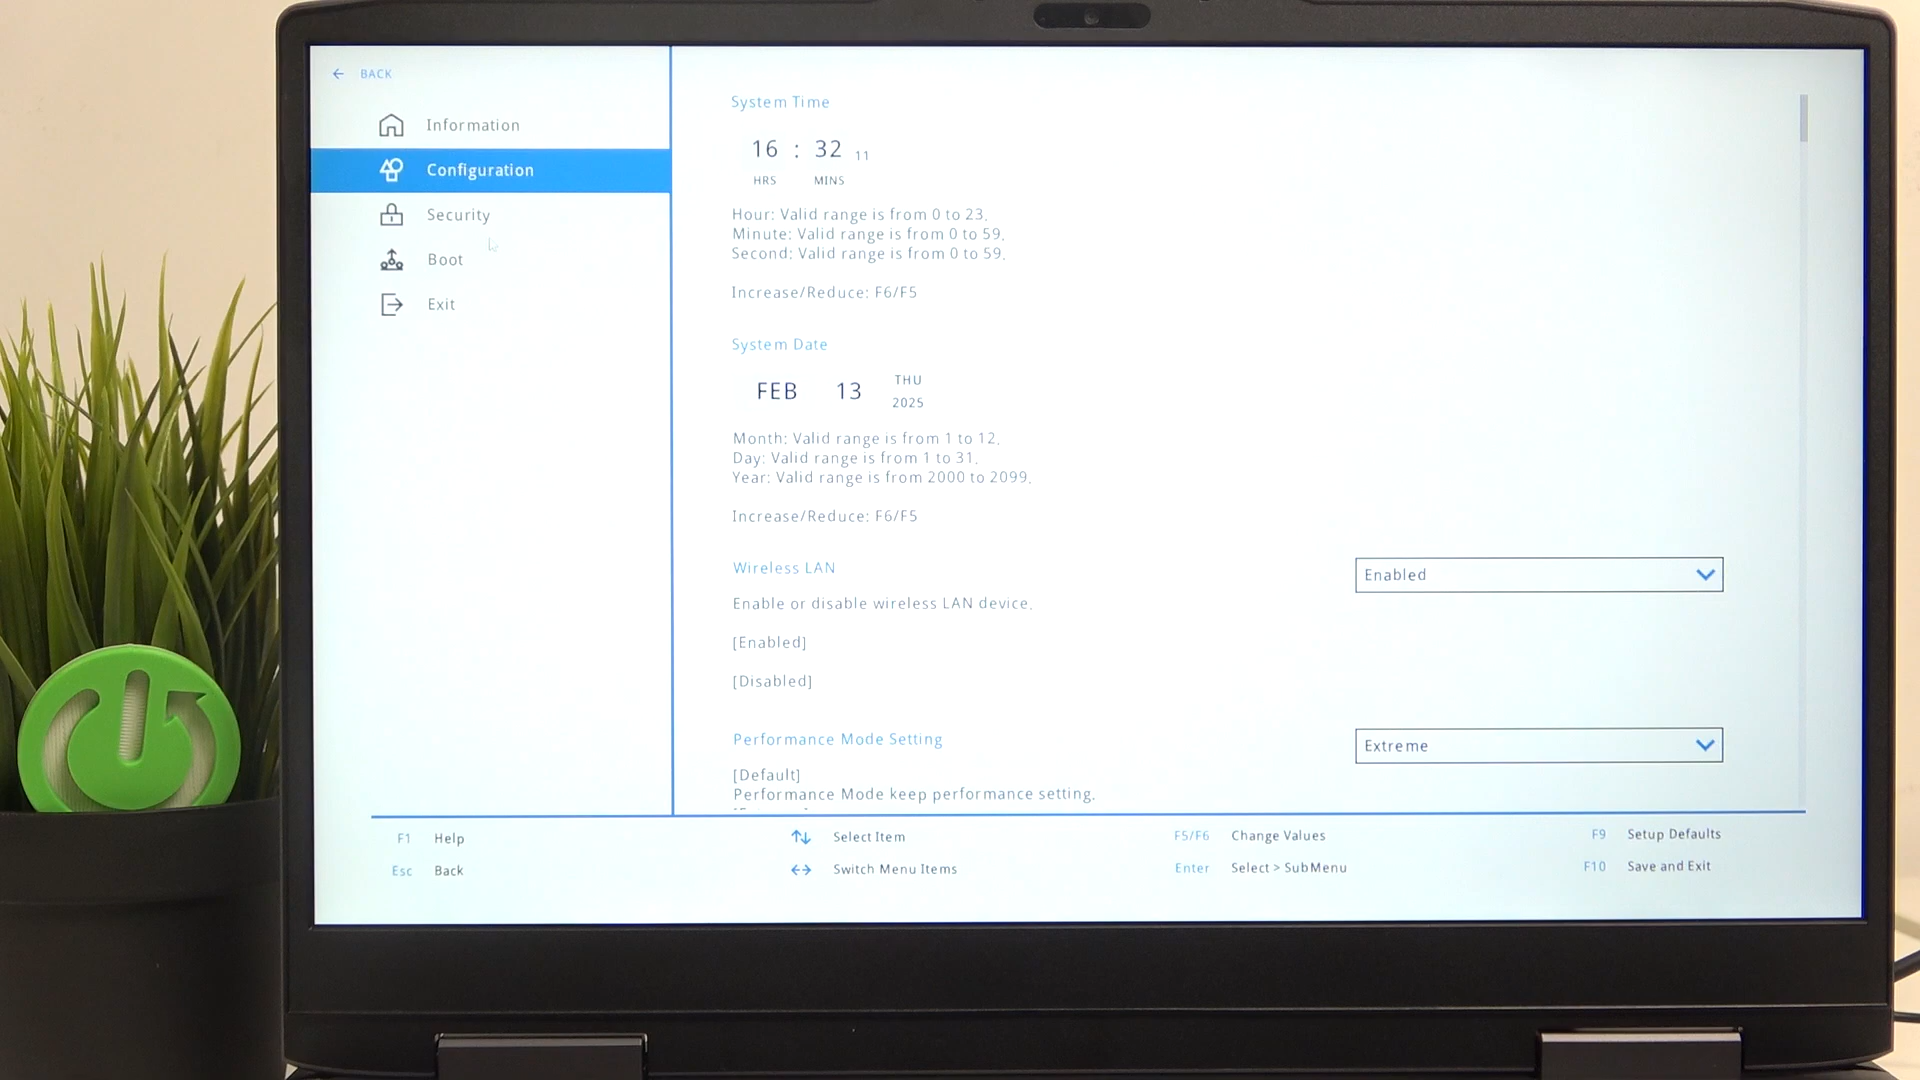 ← BACK
Information
Configuration
Security
Boot
Exit
System Time
16 : 32 11
HRS MINS
Hour: Valid range is from 0 to 23.
Minute: Valid range is from 0 to 59.
Second: Valid range is from 0 to 59.
Increase/Reduce: F6/F5
System Date
FEB 13 THU 2025
Month: Valid range is from 1 to 12.
Day: Valid range is from 1 to 31.
Year: Valid range is from 2000 to 2099.
Increase/Reduce: F6/F5
Wireless LAN
Enabled
Enable or disable wireless LAN device.
[Enabled]
[Disabled]
Performance Mode Setting
Extreme
[Default]
Performance Mode keep performance setting.
F1 Help
↑↓ Select Item
F5/F6 Change Values
F9 Setup Defaults
Esc Back
←→ Switch Menu Items
Enter Select > SubMenu
F10 Save and Exit